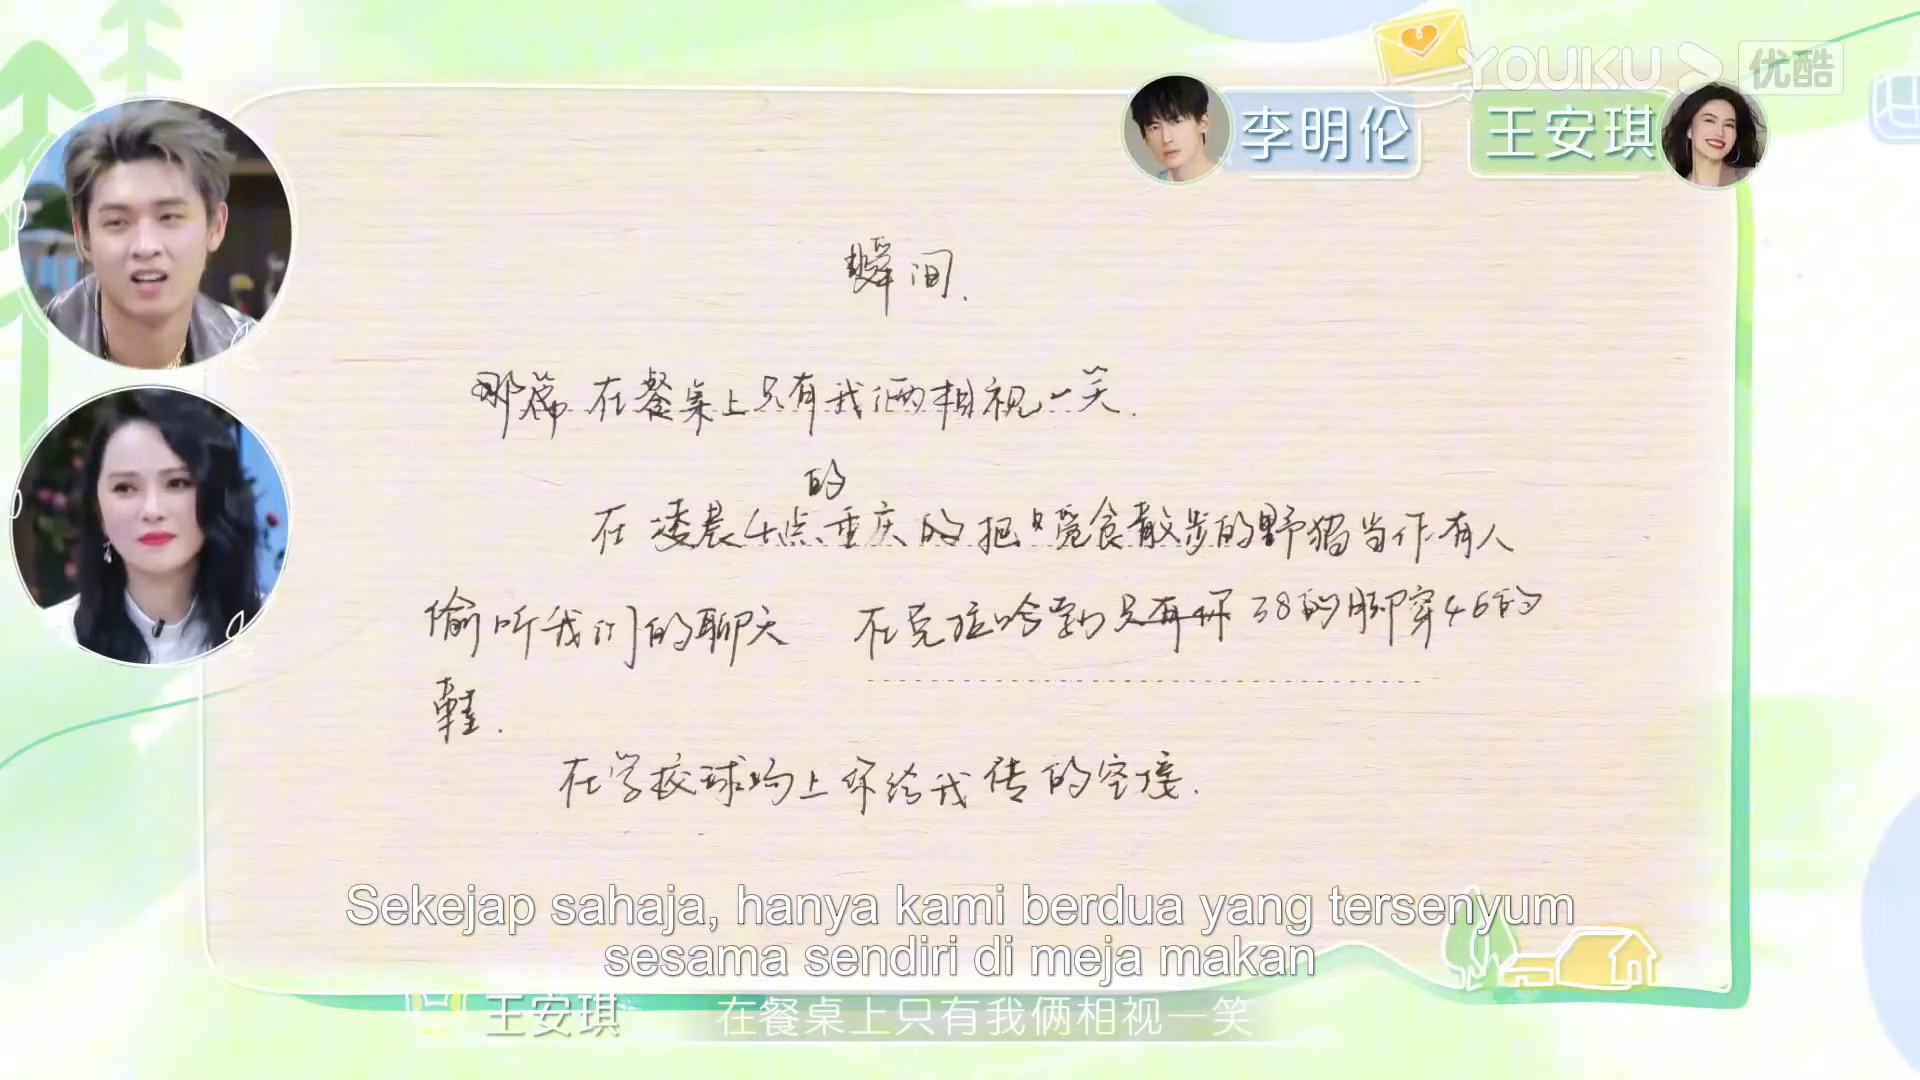 YOUKU 优酷
李明伦
王安琪
瞬间.
那篇 在餐桌上只有我俩相视一笑.
的
在凌晨4点重庆的把觅食散步的野猫当作有人
偷听我们的聊天 在克拉哈勒只有你38的脚穿46的
鞋.
在学校球场上你给我传的空接.
Sekejap sahaja, hanya kami berdua yang tersenyum
sesama sendiri di meja makan
王安琪 在餐桌上只有我俩相视一笑